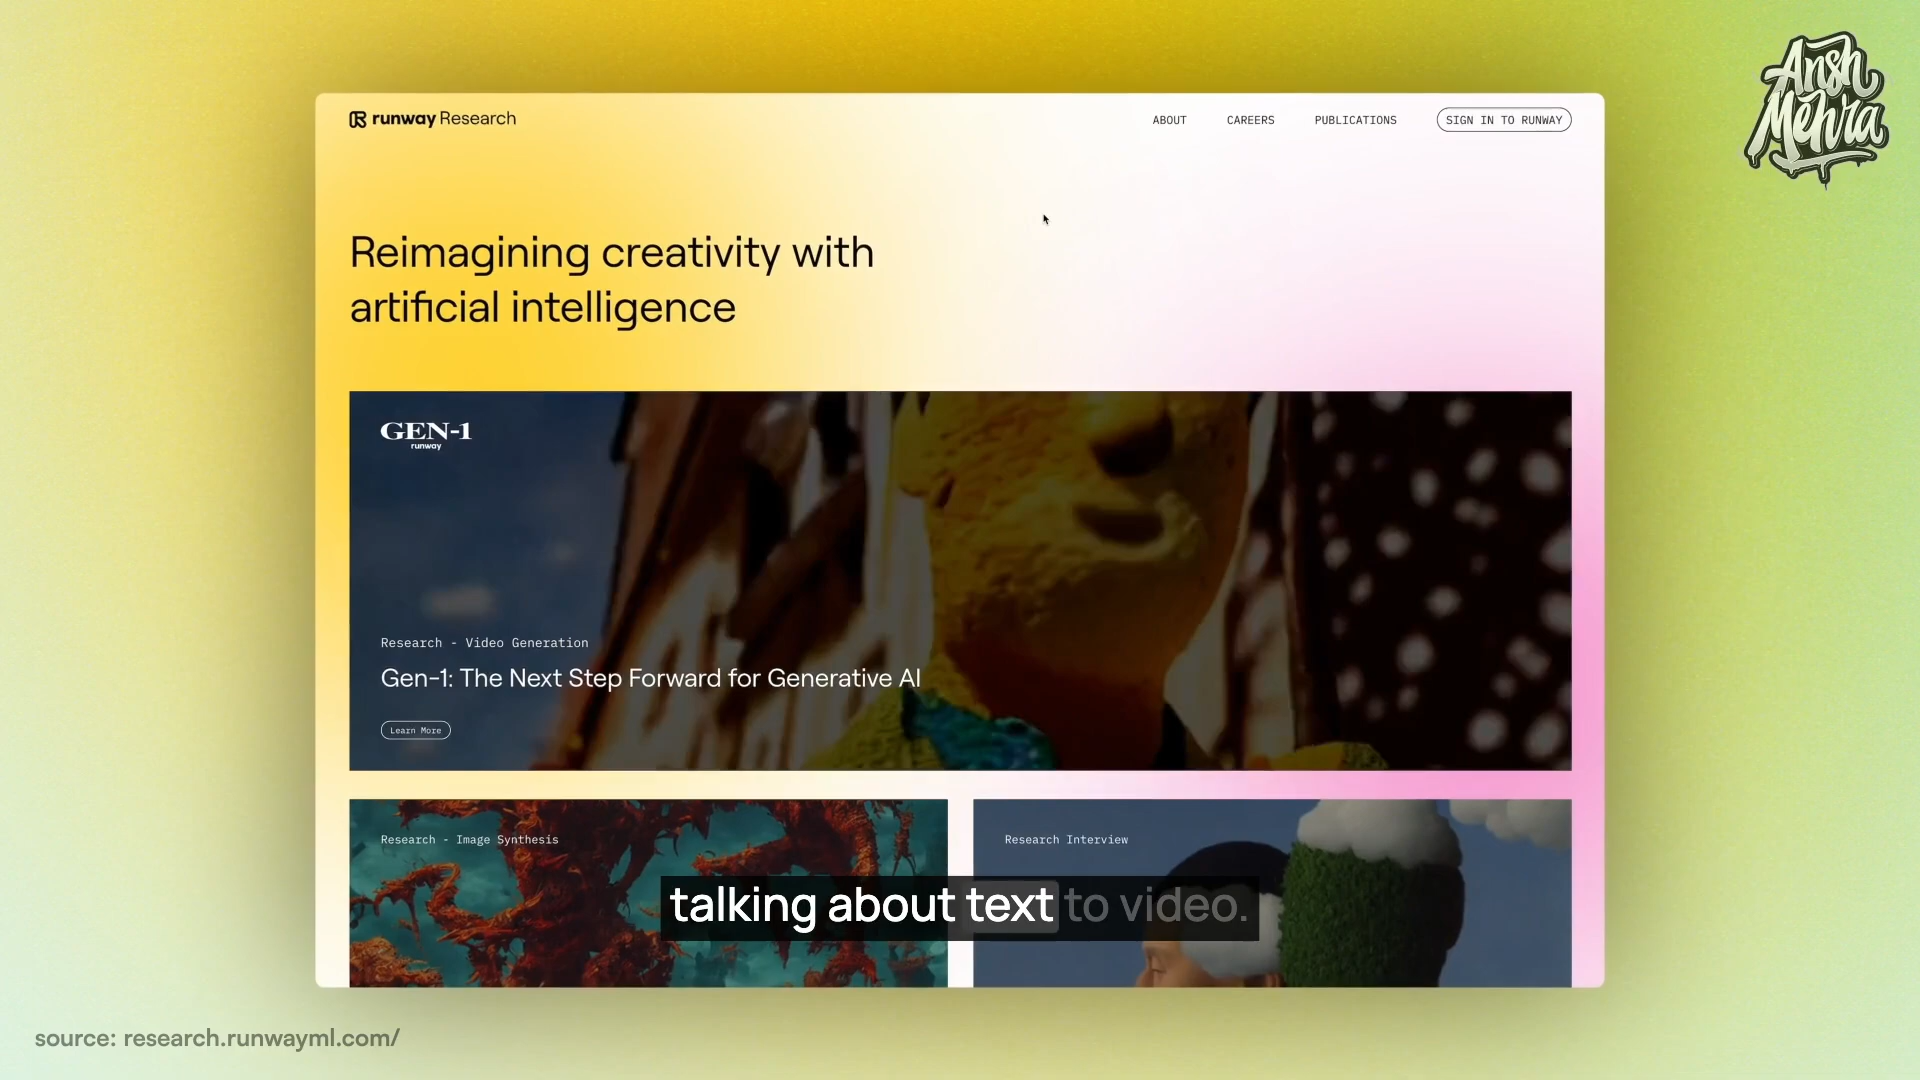 Ansh
Mehra
runway Research
ABOUT
CAREERS
PUBLICATIONS
SIGN IN TO RUNWAY
Reimagining creativity with
artificial intelligence
GEN-1
runway
Research - Video Generation
Gen-1: The Next Step Forward for Generative AI
Learn More
Research - Image Synthesis
Research Interview
talking about text to video.
source: research.runwayml.com/